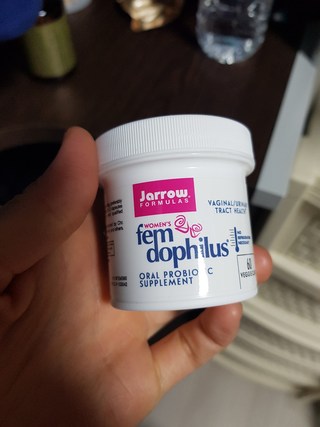 Jarrow
FORMULAS
WOMEN'S
fem
dophilus
ORAL PROBIOTIC
SUPPLEMENT
VAGINAL/URINARY
TRACT HEALTH
60